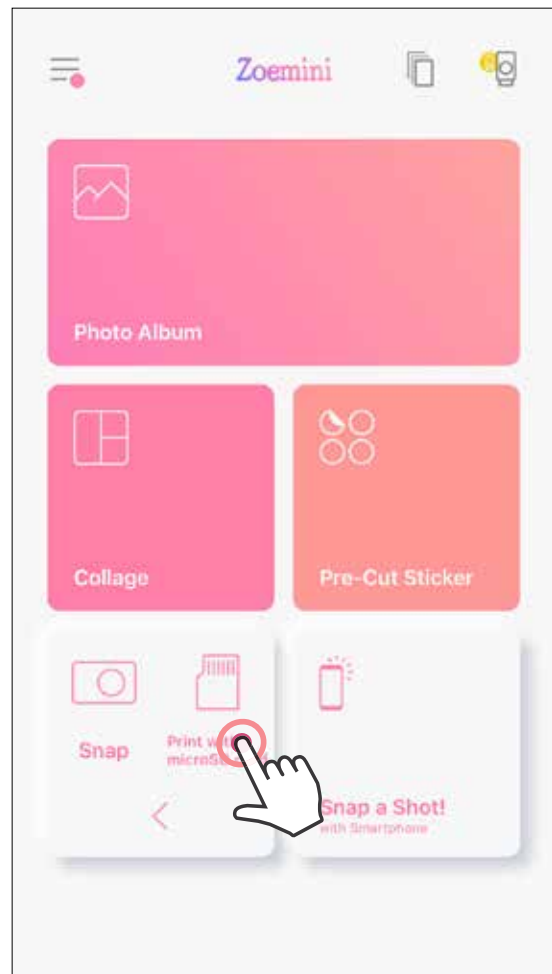 Zoemini
Photo Album
Collage
Pre-Cut Sticker
Snap
Print with
microSD
Snap a Shot!
with Smartphone